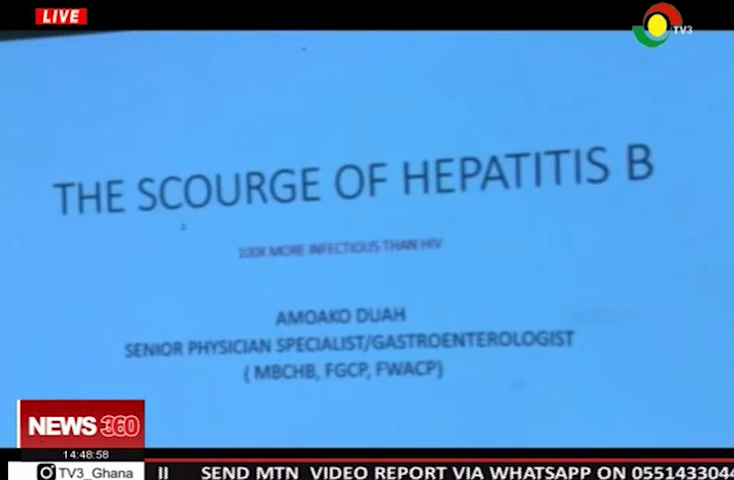 LIVE
TV3
THE SCOURGE OF HEPATITIS B
100X MORE INFECTIOUS THAN HIV
AMOAKO DUAH
SENIOR PHYSICIAN SPECIALIST/GASTROENTEROLOGIST
( MBCHB, FGCP, FWACP)
NEWS 360
14:48:58
TV3_Ghana
SEND MTN VIDEO REPORT VIA WHATSAPP ON 0551433044